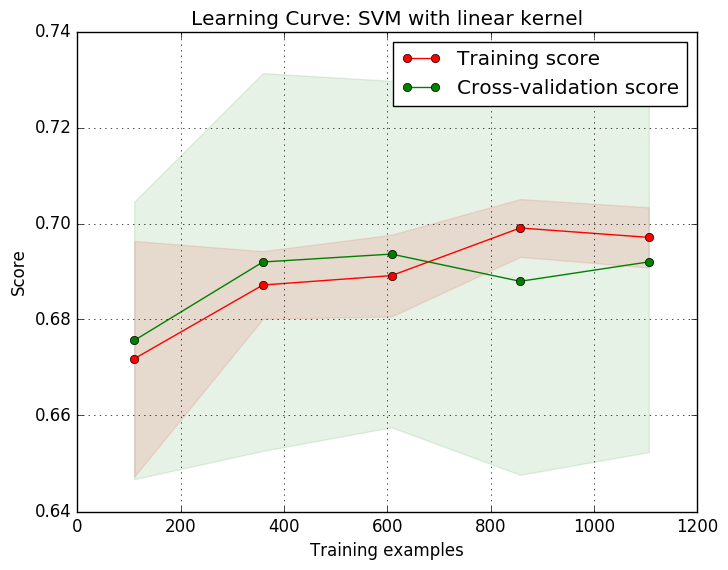 Learning Curve: SVM with linear kernel
Training score
Cross-validation score
0.74
0.72
0.70
0.68
0.66
0.64
Score
0
200
400
600
800
1000
1200
Training examples